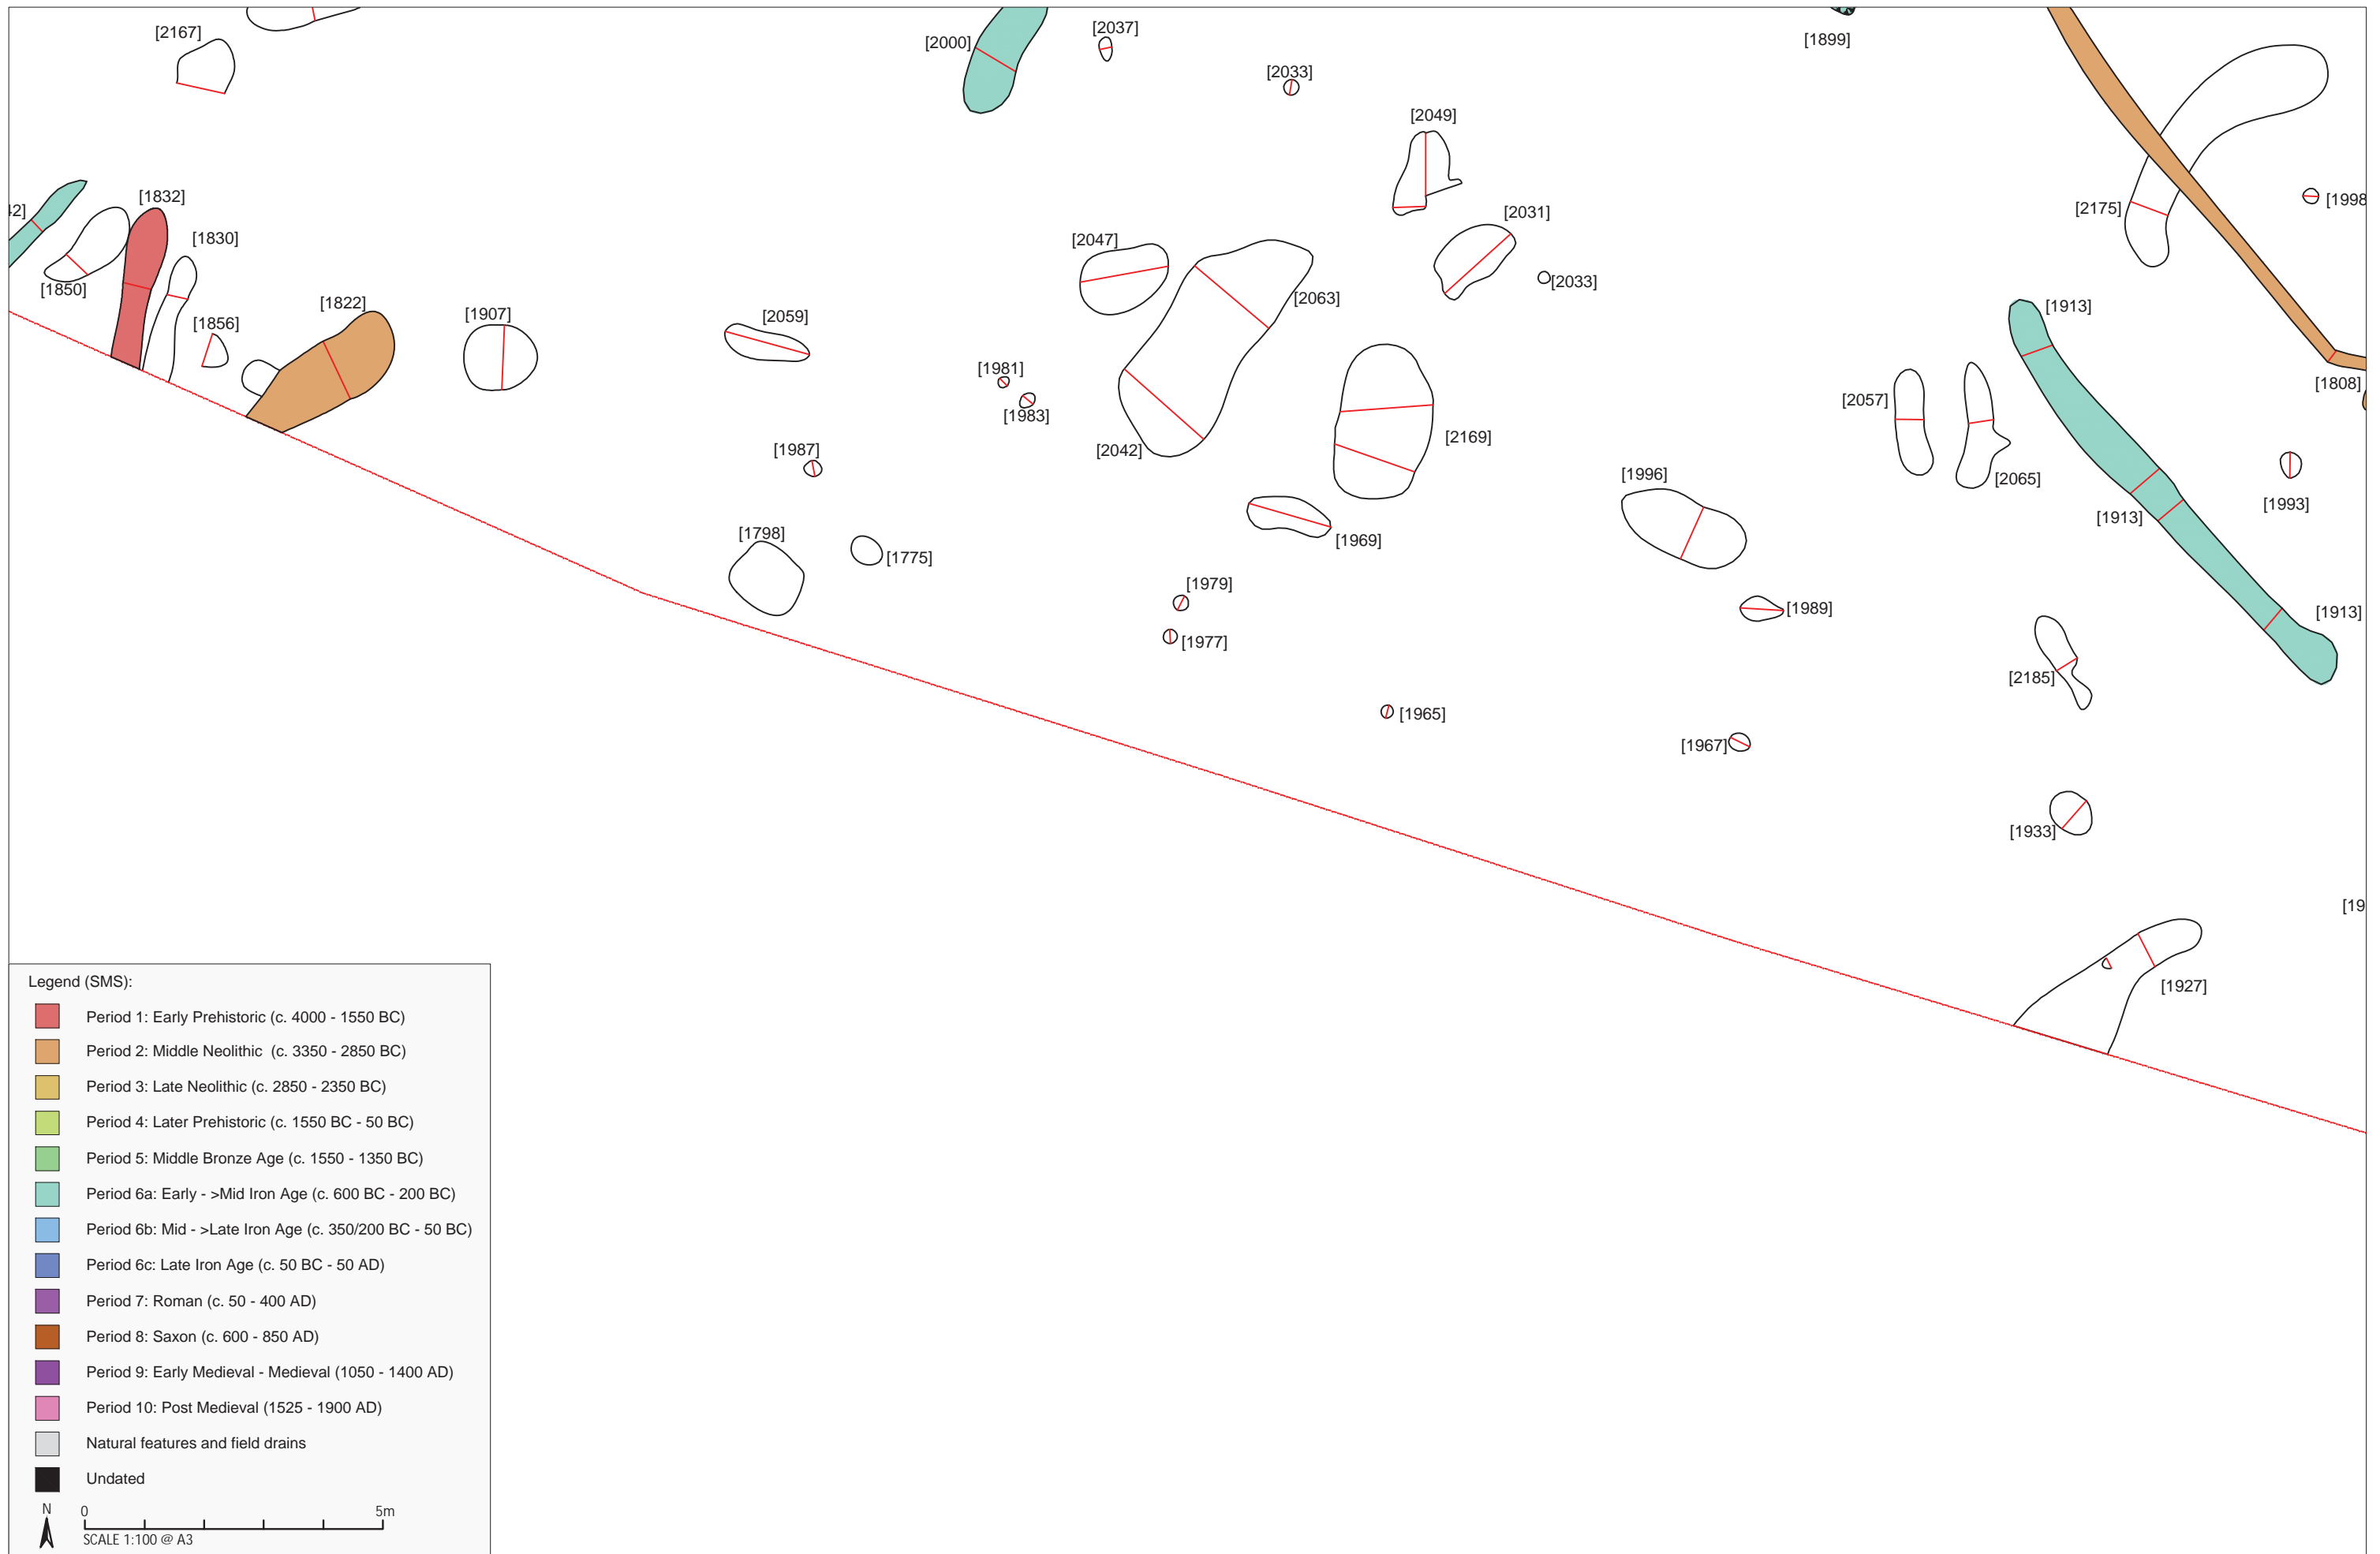 [2167]
[2000]
[2037]
[1899]
[2033]
[2049]
[1832]
42]
[1998
[2175]
[2031]
[1830]
[2047]
[2033]
[1850]
[2063]
[1822]
[1913]
[1907]
[2059]
[1856]
[1981]
[1808]
[2057]
[1983]
[2169]
[1987]
[2042]
[1996]
[2065]
[1993]
[1913]
[1798]
[1969]
[1775]
[1979]
[1989]
[1913]
[1977]
[2185]
[1965]
[1967]
[1933]
[19
[1927]
Legend (SMS):
Period 1: Early Prehistoric (c. 4000 - 1550 BC)
Period 2: Middle Neolithic (c. 3350 - 2850 BC)
Period 3: Late Neolithic (c. 2850 - 2350 BC)
Period 4: Later Prehistoric (c. 1550 BC - 50 BC)
Period 5: Middle Bronze Age (c. 1550 - 1350 BC)
Period 6a: Early - >Mid Iron Age (c. 600 BC - 200 BC)
Period 6b: Mid - >Late Iron Age (c. 350/200 BC - 50 BC)
Period 6c: Late Iron Age (c. 50 BC - 50 AD)
Period 7: Roman (c. 50 - 400 AD)
Period 8: Saxon (c. 600 - 850 AD)
Period 9: Early Medieval - Medieval (1050 - 1400 AD)
Period 10: Post Medieval (1525 - 1900 AD)
Natural features and field drains
Undated
N 0 5m
SCALE 1:100 @ A3